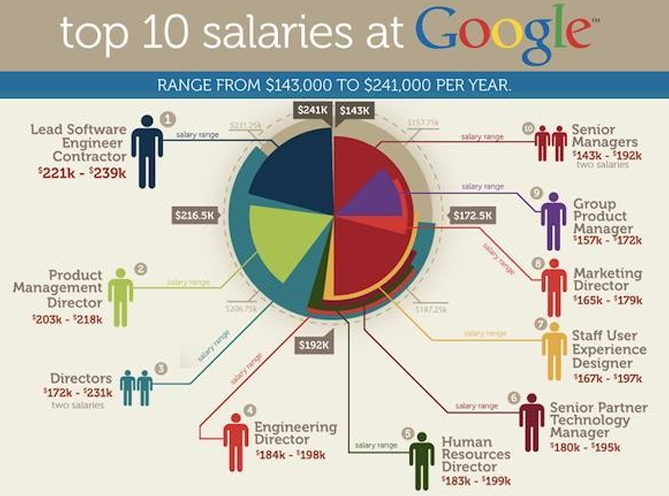 top 10 salaries at Google™
RANGE FROM $143,000 TO $241,000 PER YEAR.
$241K
$143K
$231.25k
$157.75k
$216.5K
$172.5K
$206.75k
$187.25k
$192K
1
Lead Software
Engineer
Contractor
$221k - $239k
salary range
2
Product
Management
Director
$203k - $218k
salary range
3
Directors
$172k - $231k
two salaries
salary range
4
Engineering
Director
$184k - $198k
salary range
5
Human
Resources
Director
$183k - $199k
salary range
6
Senior Partner
Technology
Manager
$180k - $195k
salary range
7
Staff User
Experience
Designer
$167k - $197k
salary range
8
Marketing
Director
$165k - $179k
salary range
9
Group
Product
Manager
$157k - $172k
salary range
10
Senior
Managers
$143k - $192k
two salaries
salary range